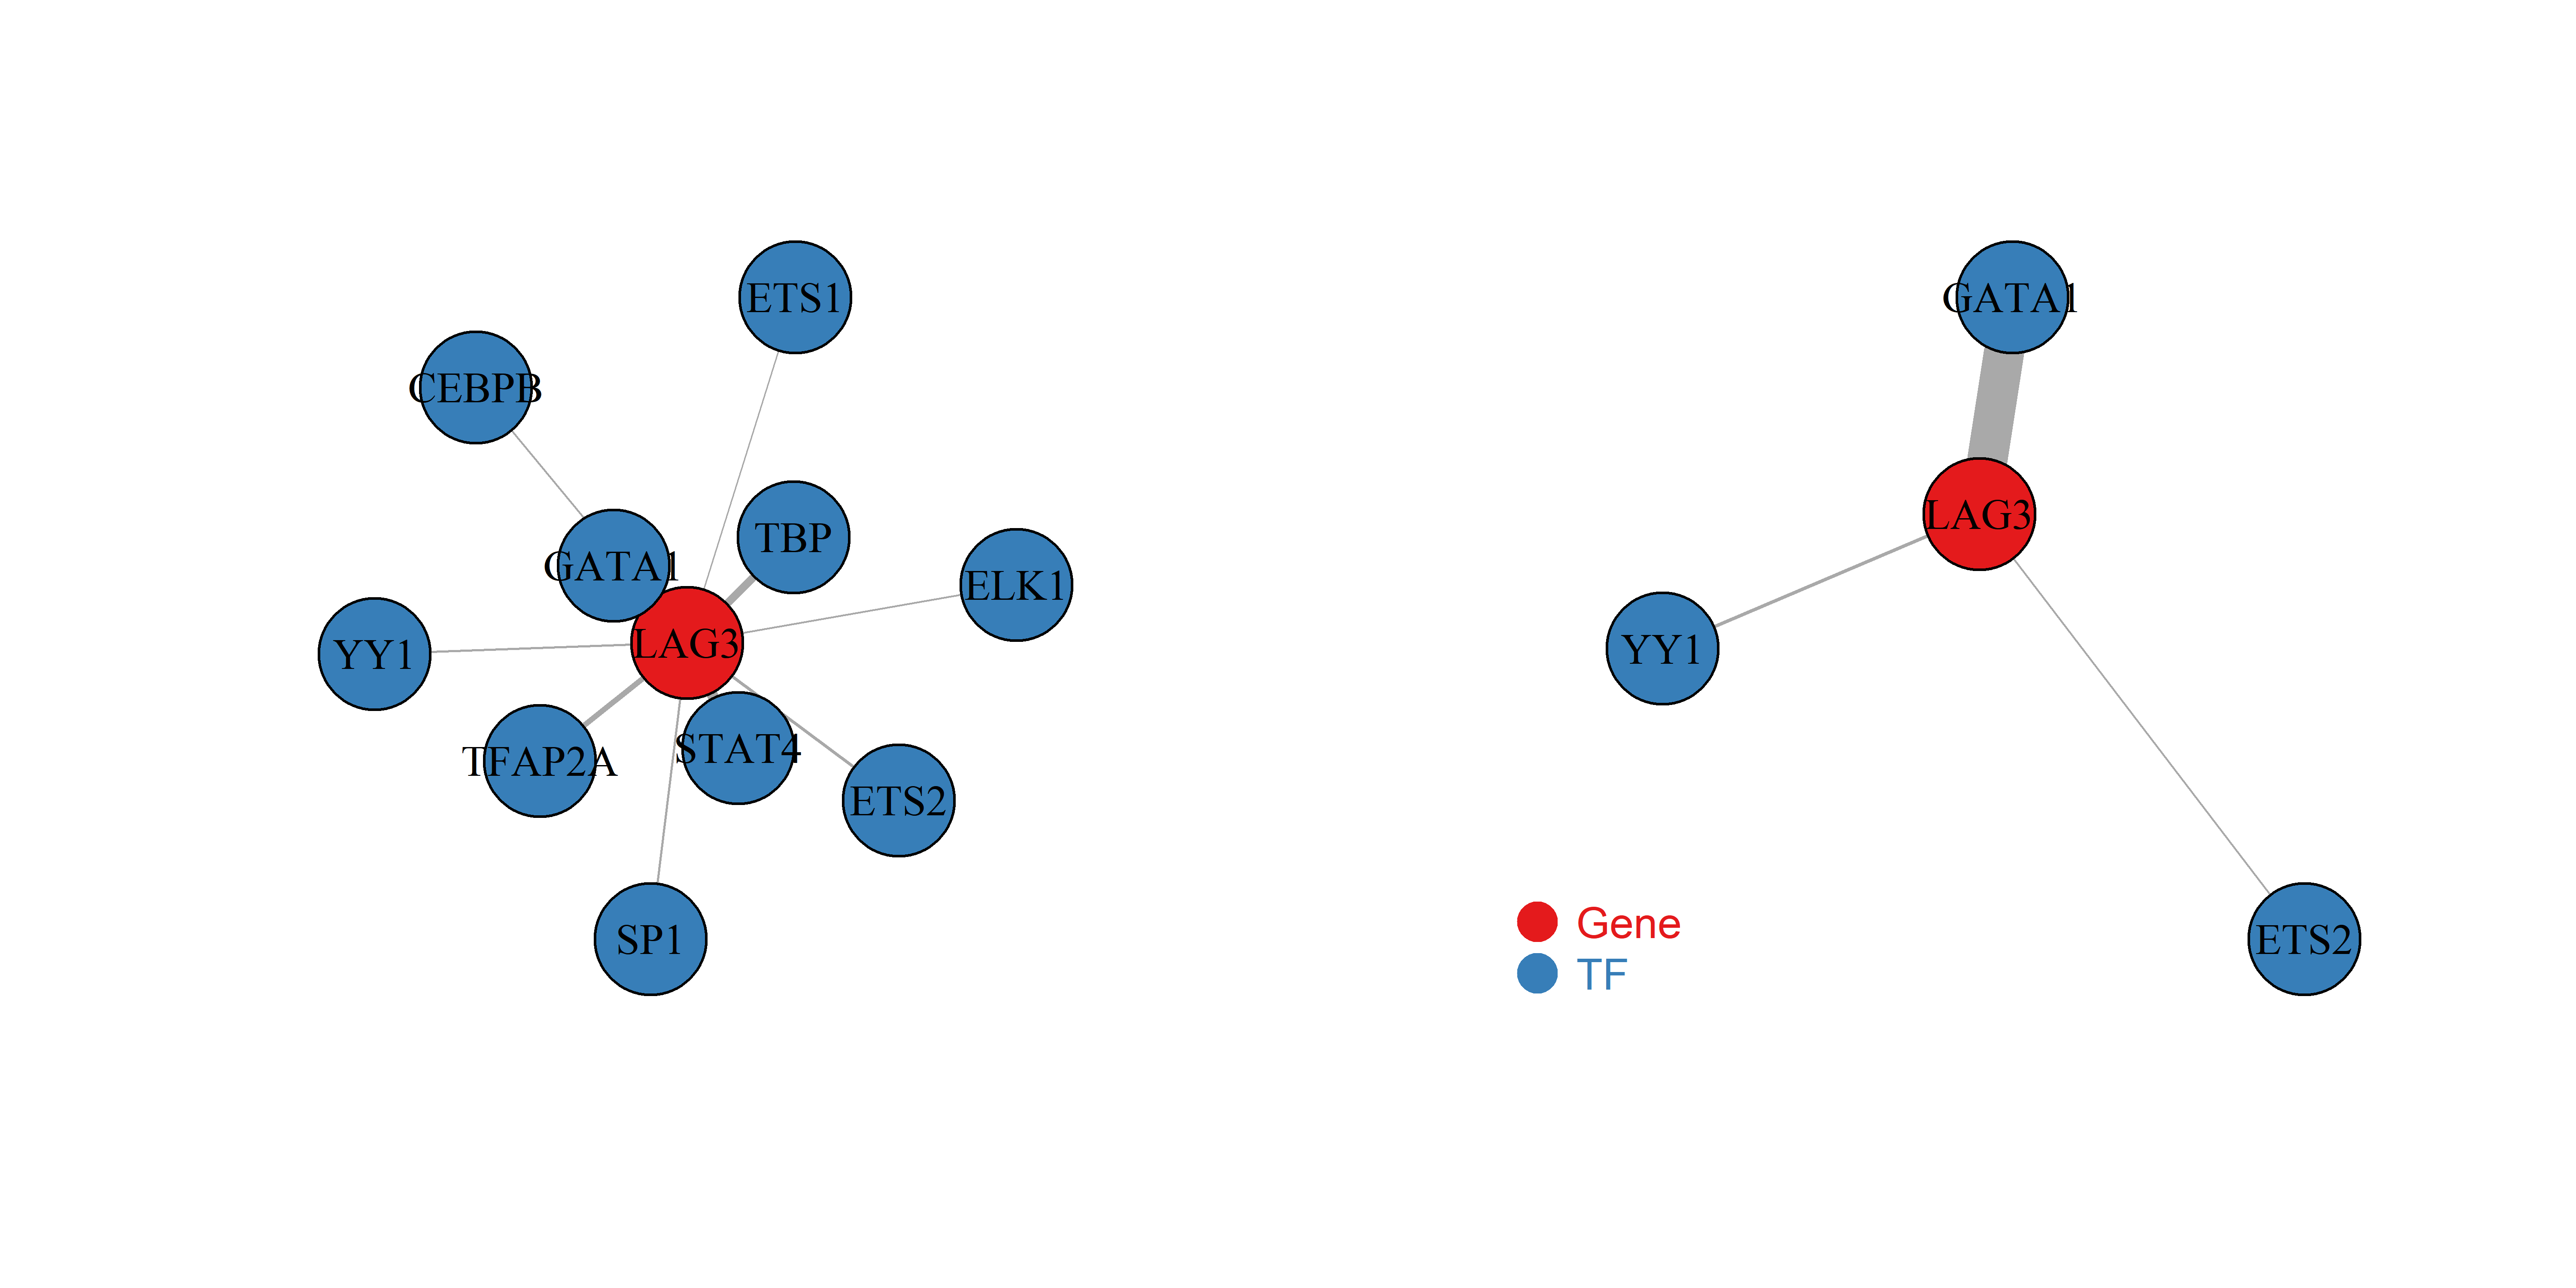 ETS1
CEBPB
TBP
GATA1
ELK1
LAG3
YY1
TFAP2A
STAT4
ETS2
SP1
GATA1
LAG3
YY1
ETS2
Gene
TF